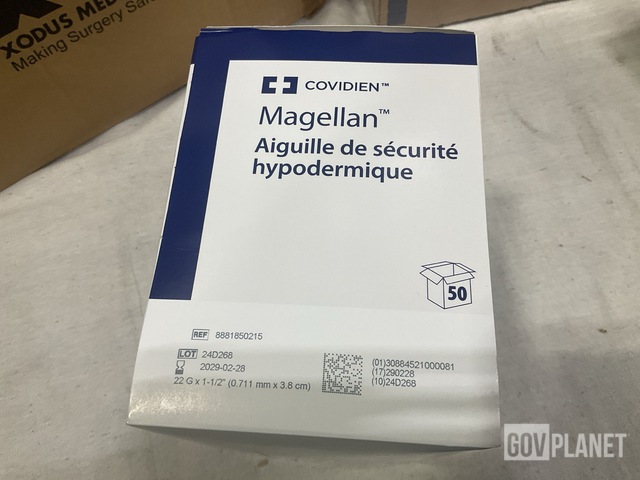 XODUS MED
Making Surgery Saf
COVIDIEN™
Magellan™
Aiguille de sécurité
hypodermique
50
REF 8881850215
LOT 24D268
2029-02-28
22 G x 1-1/2" (0.711 mm x 3.8 cm)
(01)30884521000081
(17)290228
(10)24D268
GOVPLANET